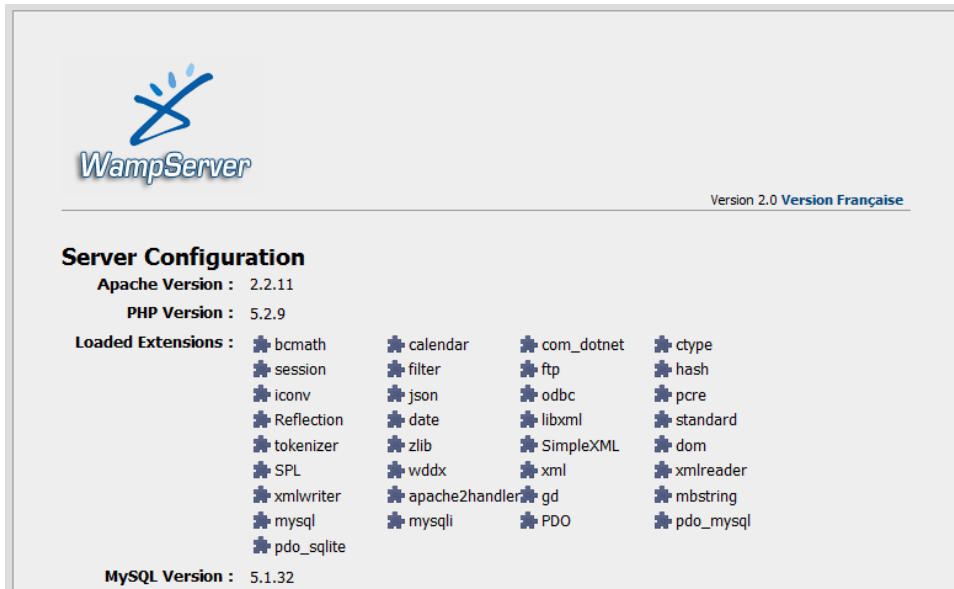 WampServer
Version 2.0 Version Française
Server Configuration
Apache Version : 2.2.11
PHP Version : 5.2.9
Loaded Extensions : bcmath calendar com_dotnet ctype
session filter ftp hash
iconv json odbc pcre
Reflection date libxml standard
tokenizer zlib SimpleXML dom
SPL wddx xml xmlreader
xmlwriter apache2handler gd mbstring
mysql mysqli PDO pdo_mysql
pdo_sqlite
MySQL Version : 5.1.32